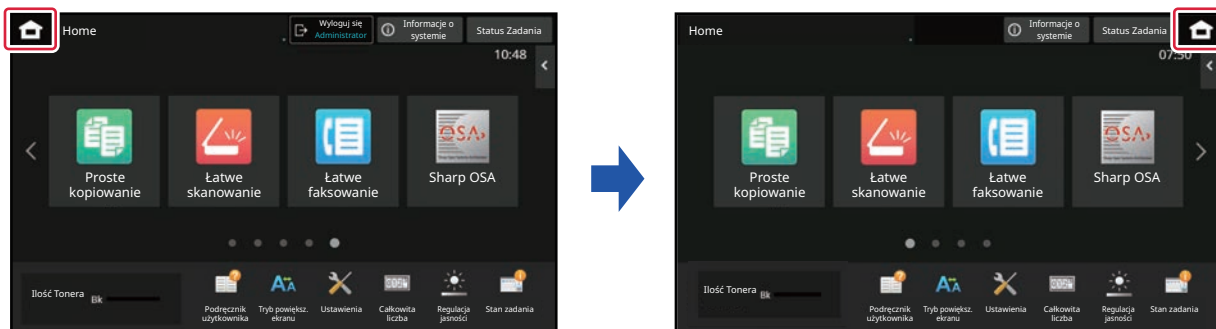 Home
Wyloguj się
Administrator
Informacje o
systemie
Status Zadania
10:48
Proste
kopiowanie
Łatwe
skanowanie
Łatwe
faksowanie
OSA
Sharp OSA
Ilość Tonera
Bk
Podręcznik
użytkownika
Tryb powiększ.
ekranu
Ustawienia
Całkowita
liczba
Regulacja
jasności
Stan zadania
Home
Informacje o
systemie
Status Zadania
07:50
Proste
kopiowanie
Łatwe
skanowanie
Łatwe
faksowanie
OSA
Sharp OSA
Ilość Tonera
Bk
Podręcznik
użytkownika
Tryb powiększ.
ekranu
Ustawienia
Całkowita
liczba
Regulacja
jasności
Stan zadania